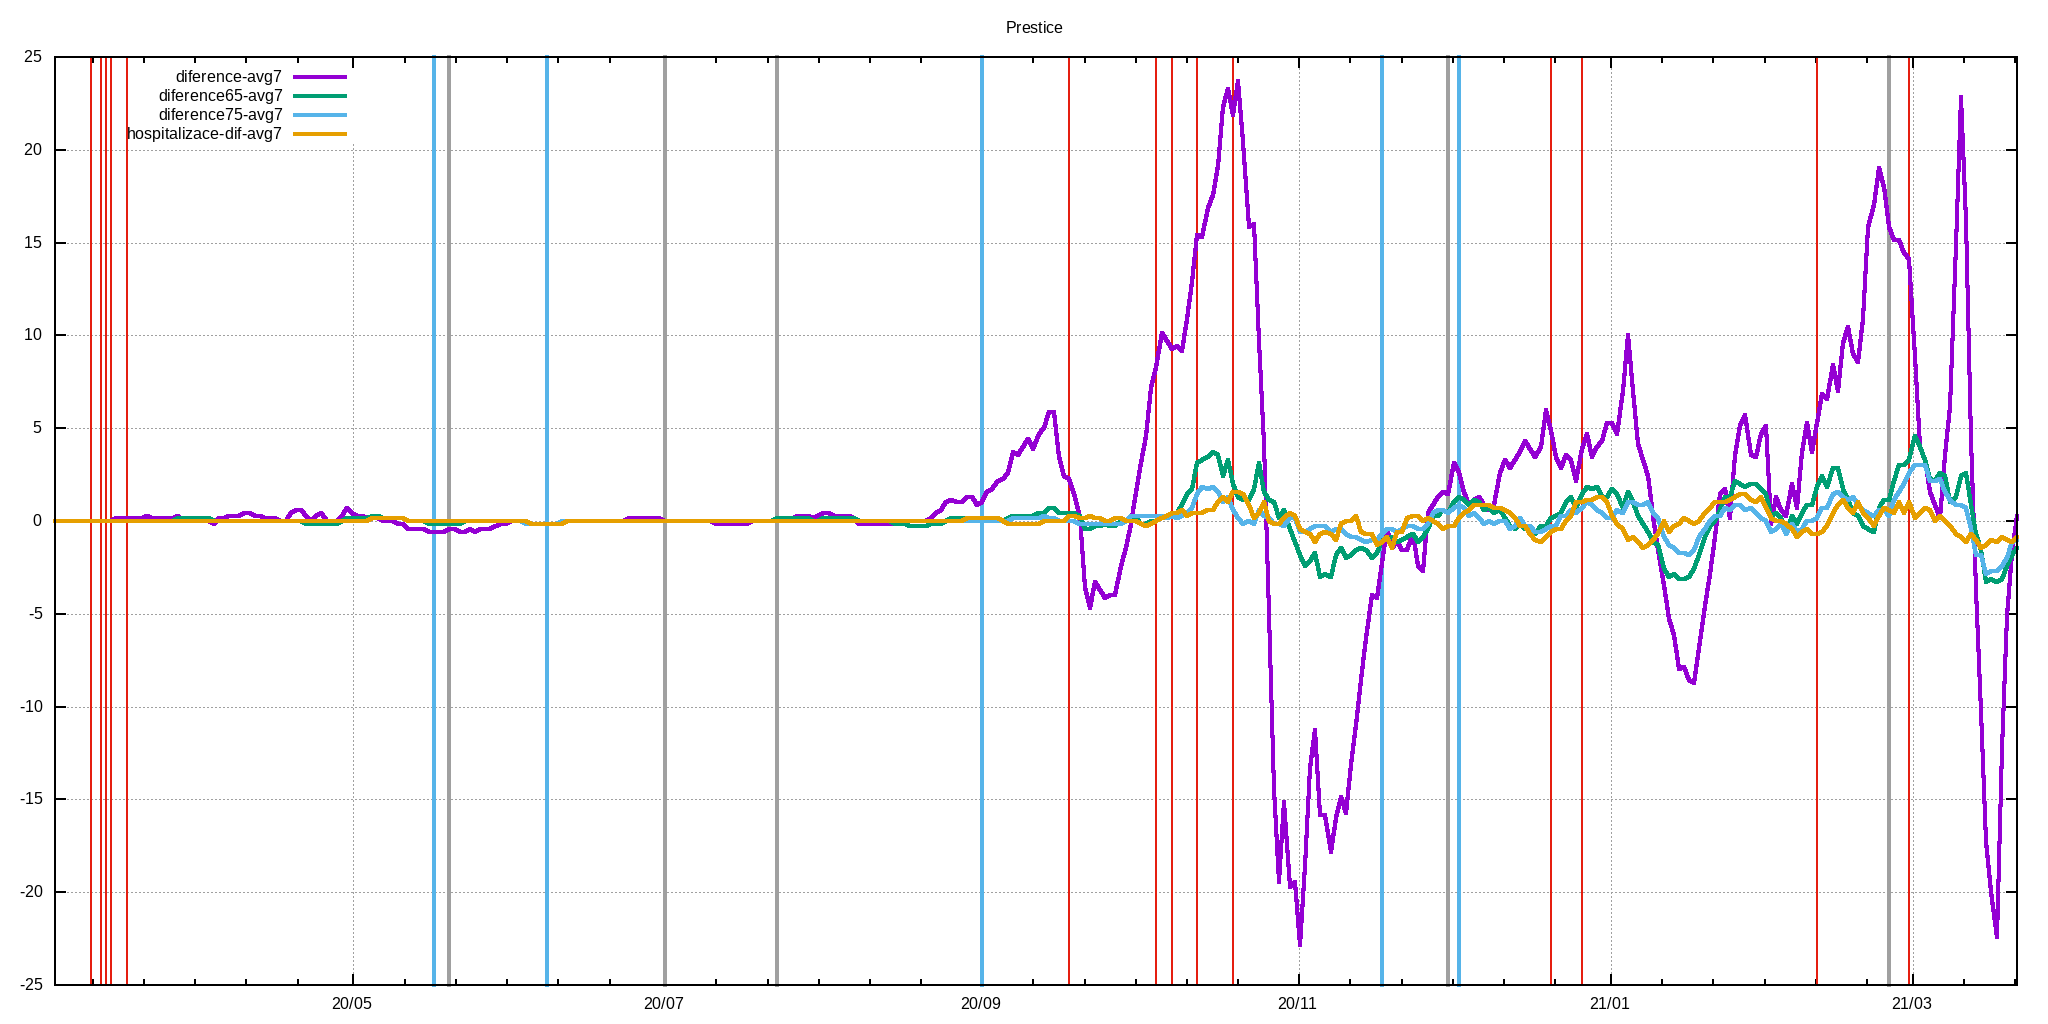 Prestice
diference-avg7
diference65-avg7
diference75-avg7
hospitalizace-dif-avg7
25
20
15
10
5
0
-5
-10
-15
-20
-25
20/05 20/07 20/09 20/11 21/01 21/03